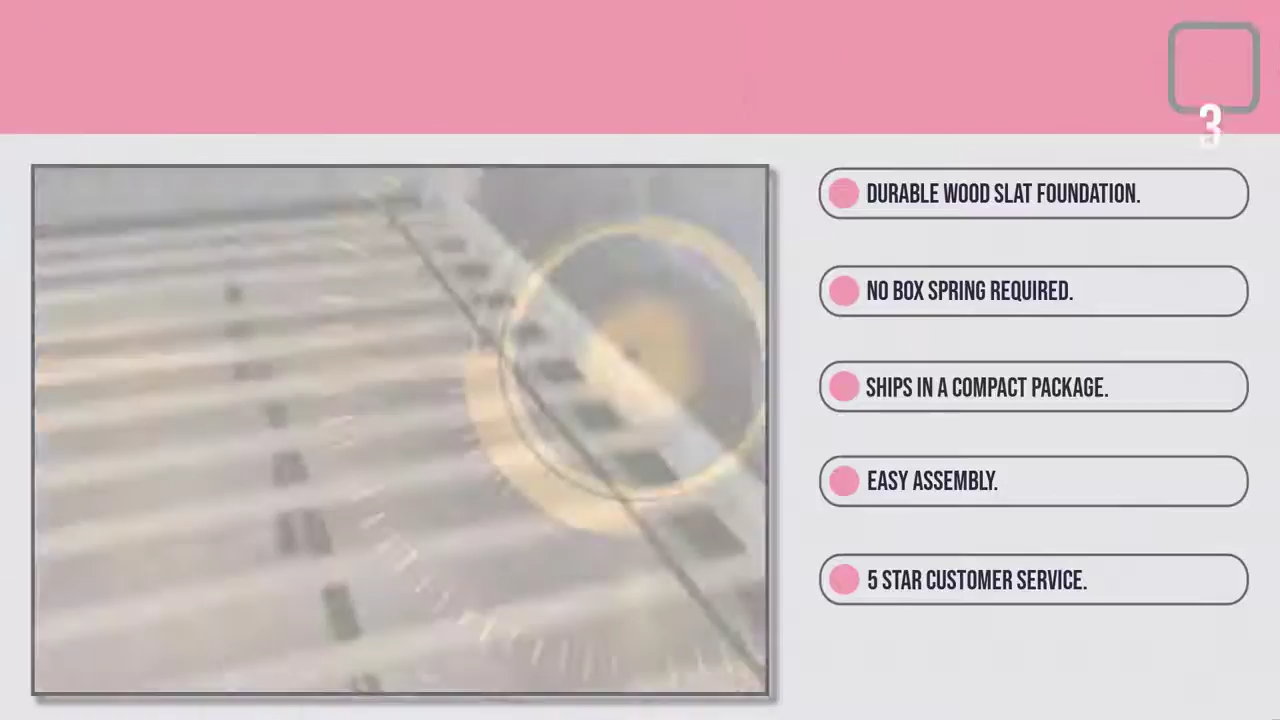 3
DURABLE WOOD SLAT FOUNDATION.
NO BOX SPRING REQUIRED.
SHIPS IN A COMPACT PACKAGE.
EASY ASSEMBLY.
5 STAR CUSTOMER SERVICE.